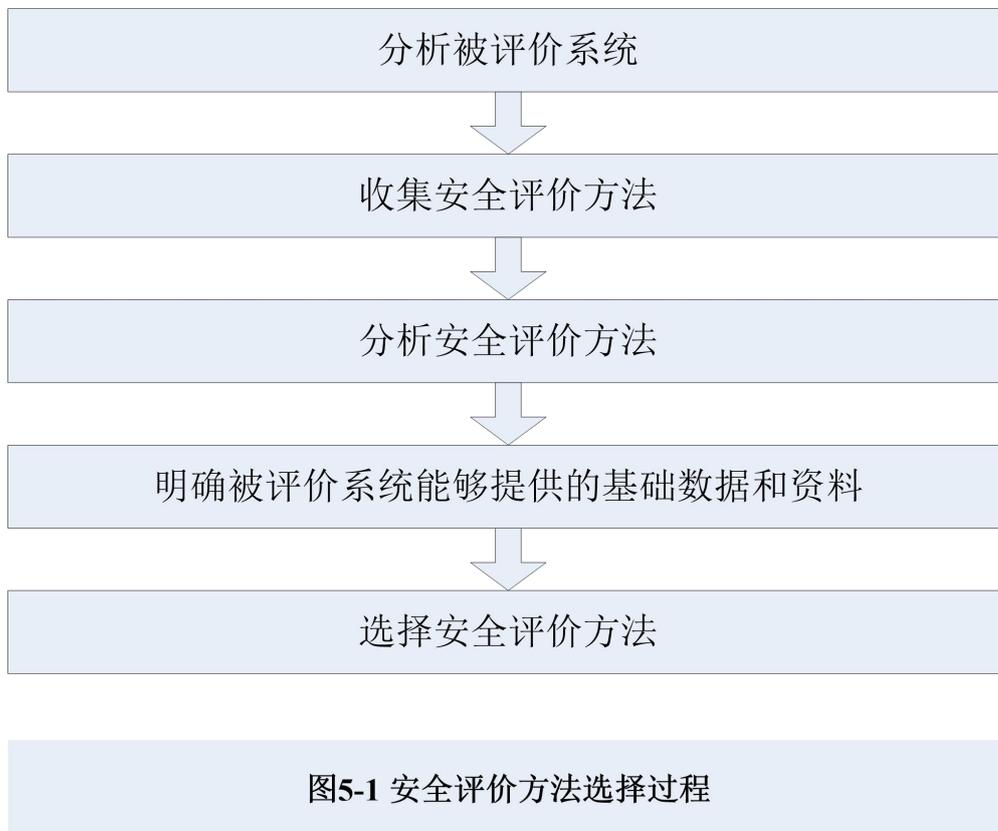 分析被评价系统
收集安全评价方法
分析安全评价方法
明确被评价系统能够提供的基础数据和资料
选择安全评价方法
图5-1 安全评价方法选择过程